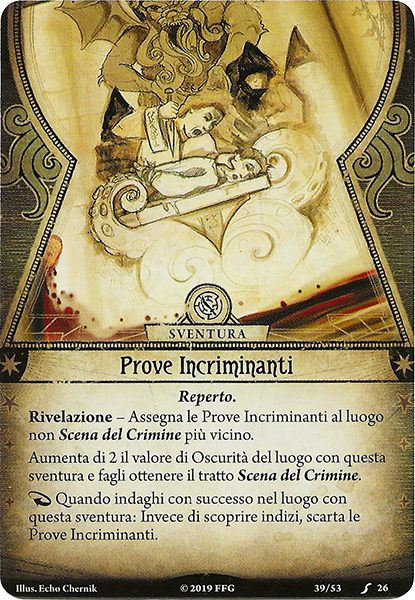 SVENTURA
Prove Incriminanti
Reperto.
Rivelazione – Assegna le Prove Incriminanti al luogo
non Scena del Crimine più vicino.
Aumenta di 2 il valore di Oscurità del luogo con questa
sventura e fagli ottenere il tratto Scena del Crimine.
Quando indaghi con successo nel luogo con
questa sventura: Invece di scoprire indizi, scarta le
Prove Incriminanti.
Illus. Echo Chernik © 2019 FFG 39/53 26